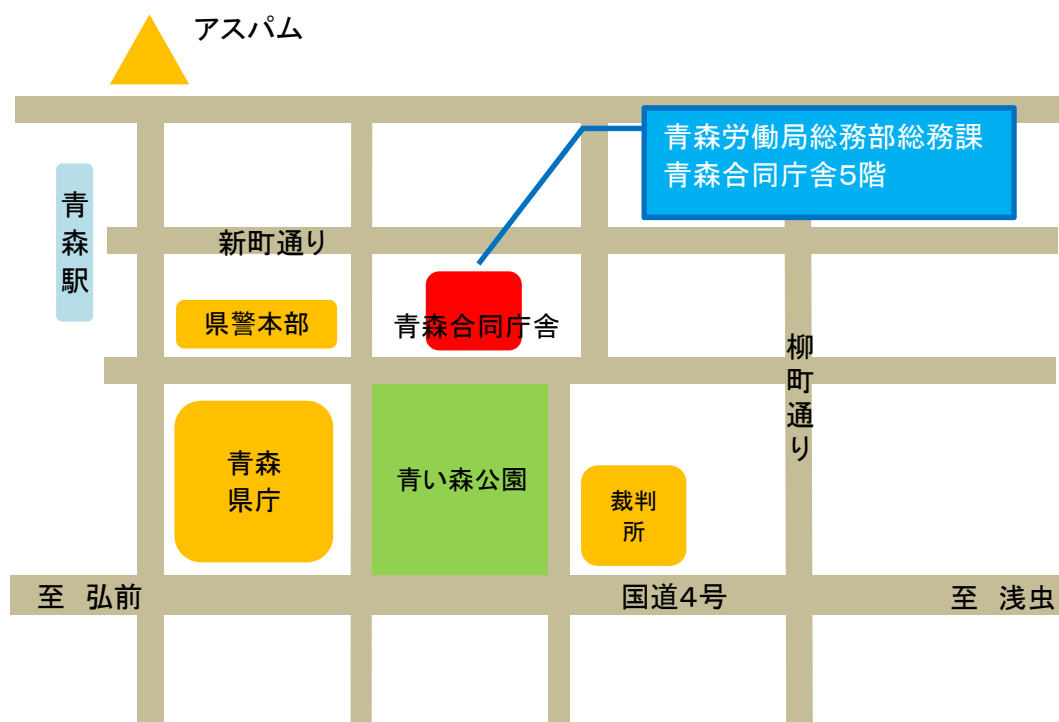 アスパム
青森労働局総務部総務課
青森合同庁舎5階
青森駅
新町通り
県警本部
青森合同庁舎
柳町通り
青森
県庁
青い森公園
裁判
所
至　弘前
国道4号
至　浅虫